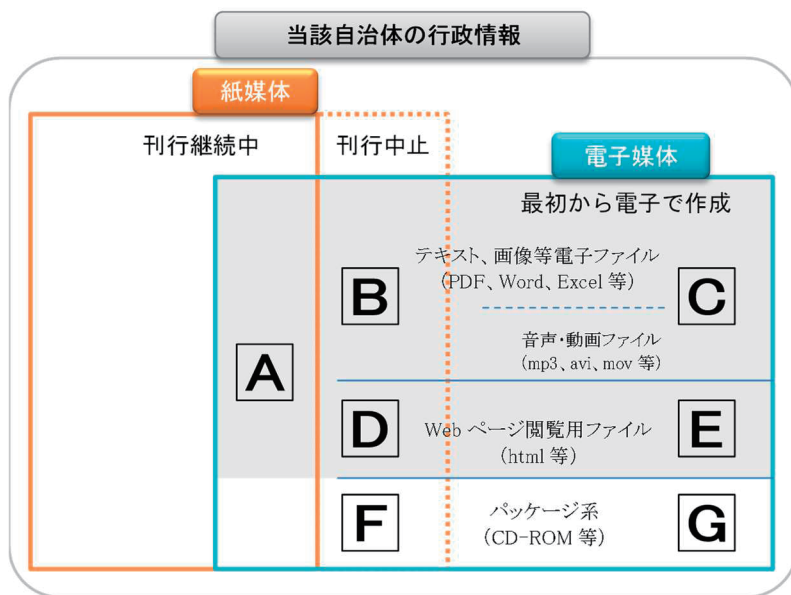 当該自治体の行政情報
紙媒体
刊行継続中
刊行中止
電子媒体
最初から電子で作成
テキスト、画像等電子ファイル
(PDF、Word、Excel 等)
B
C
音声・動画ファイル
(mp3、avi、mov 等)
A
D
Web ページ閲覧用ファイル
(html 等)
E
F
パッケージ系
(CD-ROM 等)
G